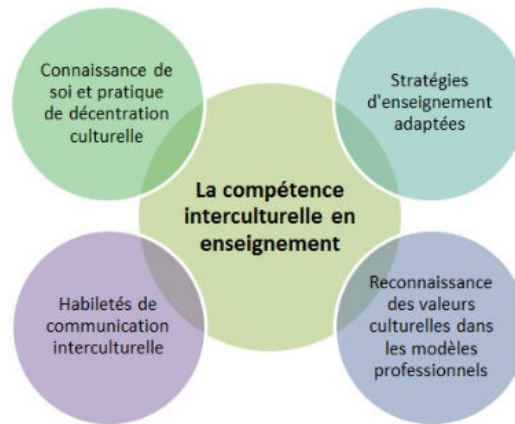 Connaissance de
soi et pratique
de décentration
culturelle
Stratégies
d'enseignement
adaptées
La compétence
interculturelle en
enseignement
Habiletés de
communication
interculturelle
Reconnaissance
des valeurs
culturelles dans
les modèles
professionnels